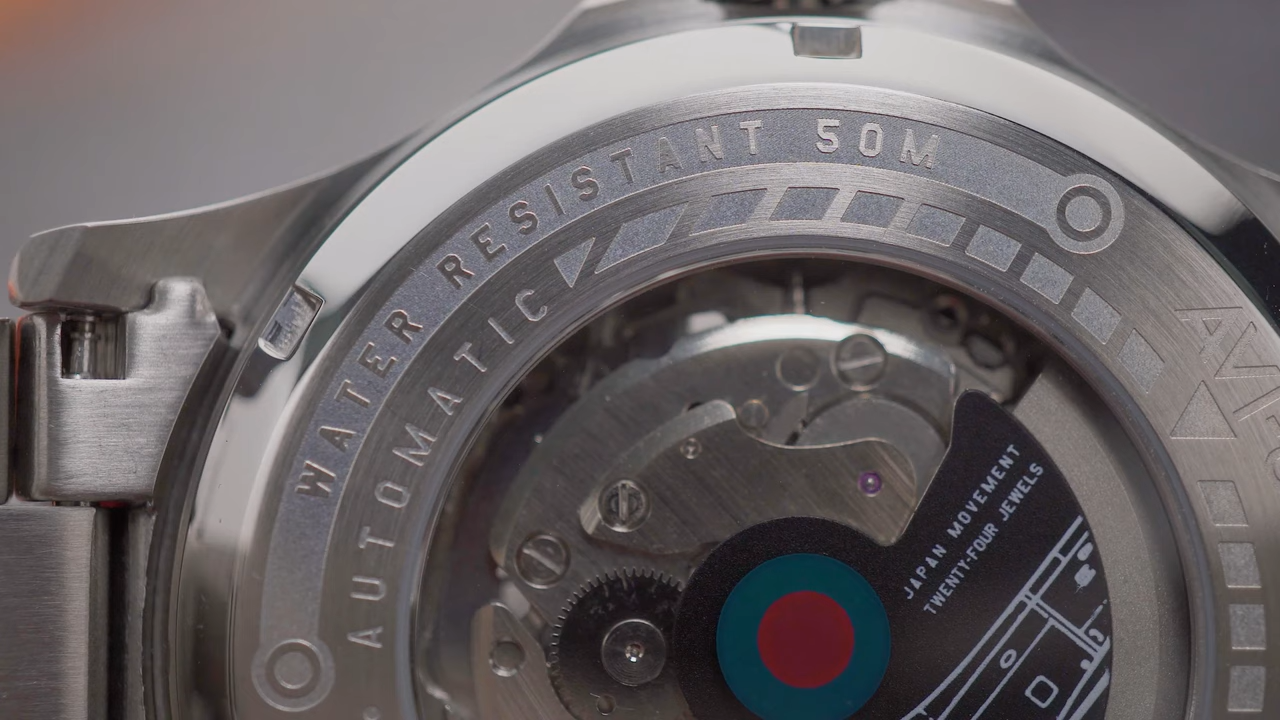 WATER RESISTANT 50M
AUTOMATIC
JAPAN MOVEMENT
TWENTY-FOUR JEWELS